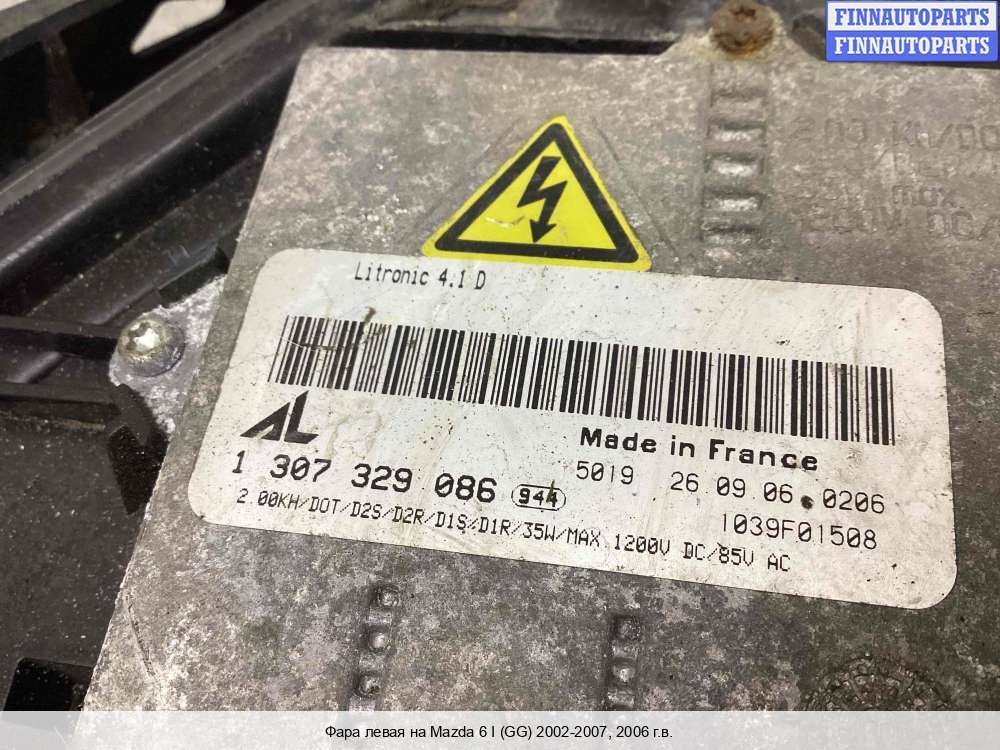 FINNAUTOPARTS
FINNAUTOPARTS
Litronic 4.1 D
AL
Made in France
1 307 329 086 944
5019 26.09.06 0206
1039F01508
2.00KH/DOT/D2S/D2R/D1S/D1R/35W/MAX.1200V DC/85V AC
Фара левая на Mazda 6 I (GG) 2002-2007, 2006 г.в.